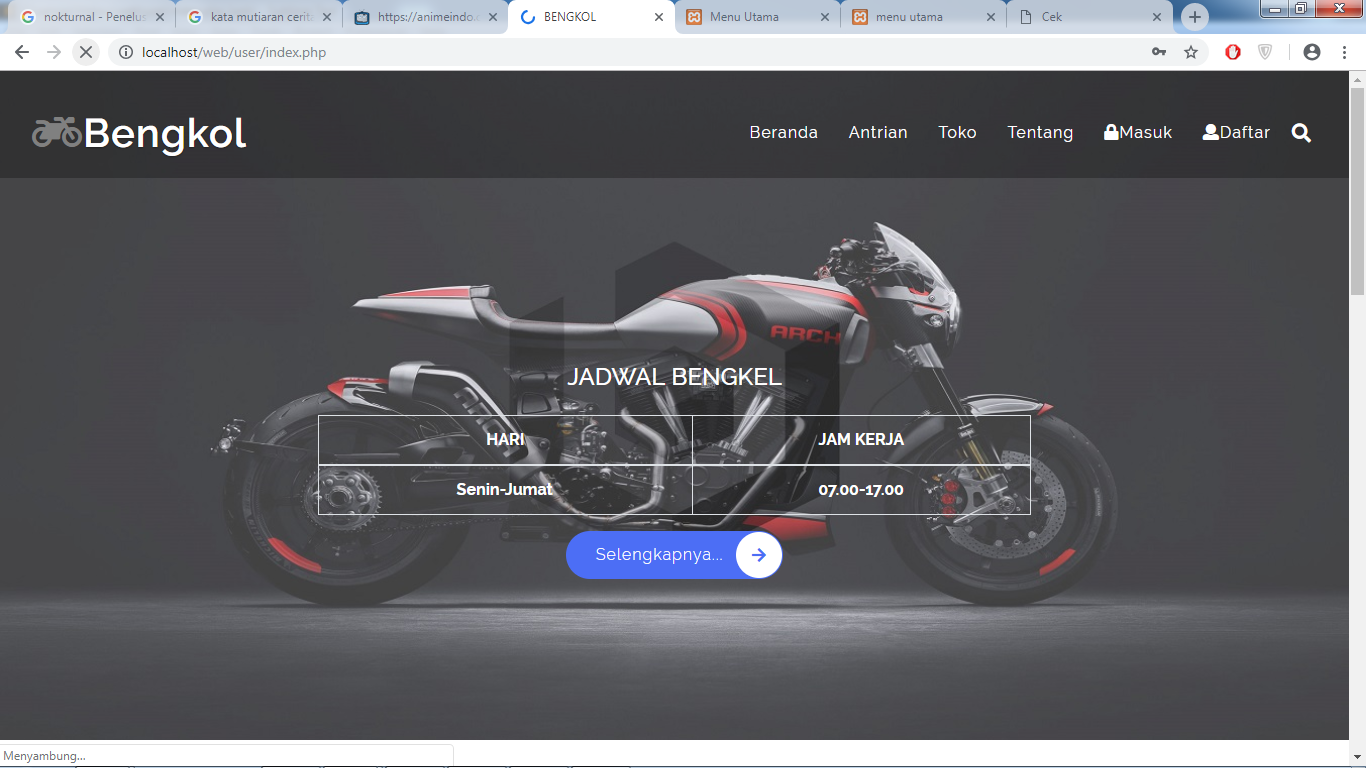 nokturnal - Penelus
kata mutiaran cerita
https://animeindo.
BENGKOL
Menu Utama
menu utama
Cek
localhost/web/user/index.php
Bengkol
Beranda
Antrian
Toko
Tentang
Masuk
Daftar
ARCH
JADWAL BENGKEL
HARI
JAM KERJA
Senin-Jumat
07.00-17.00
Selengkapnya...
Menyambung...